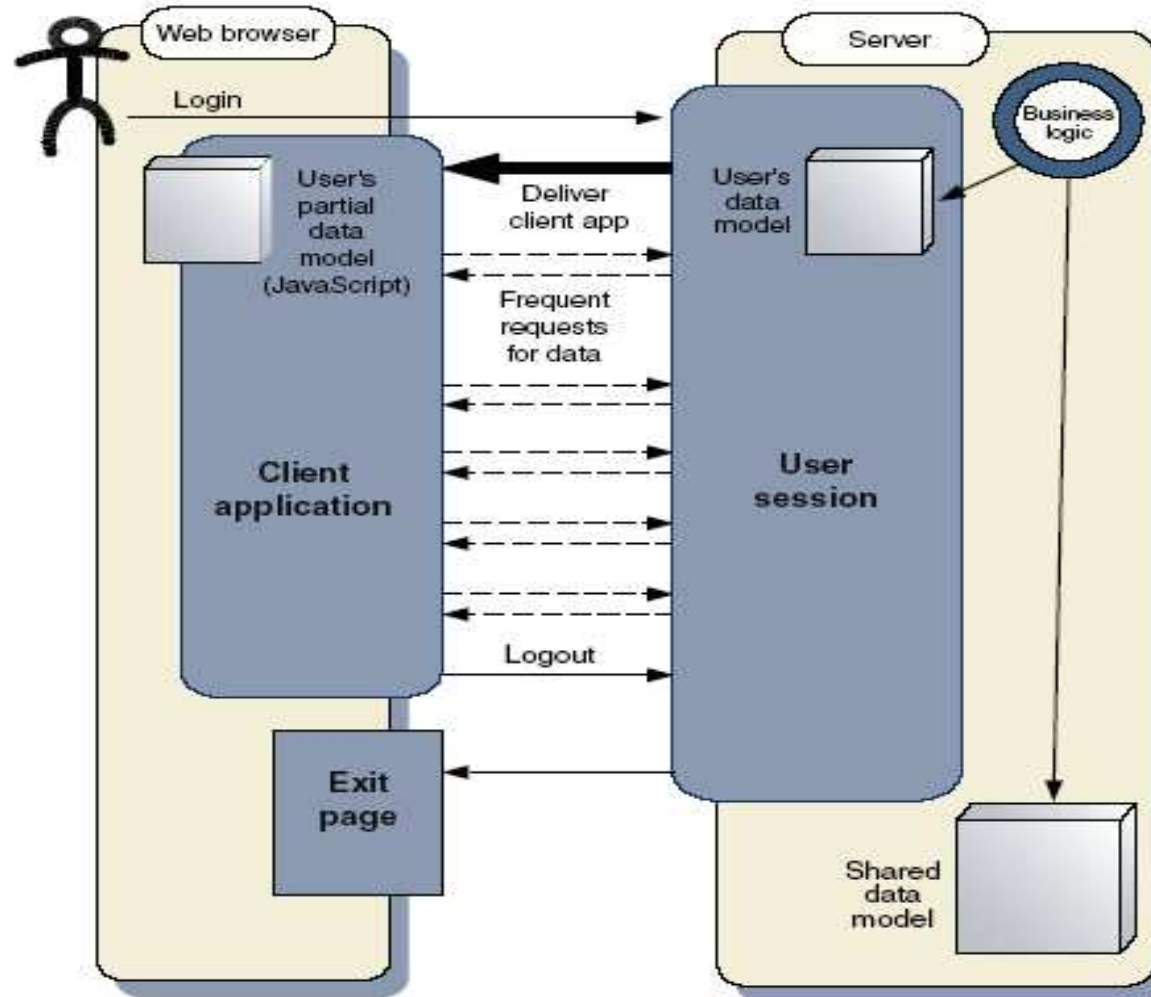 Web browser
Server
Login
Business
logic
User's
partial
data
model
(JavaScript)
Deliver
client app
User's
data
model
Frequent
requests
for data
Client
application
User
session
Logout
Exit
page
Shared
data
model